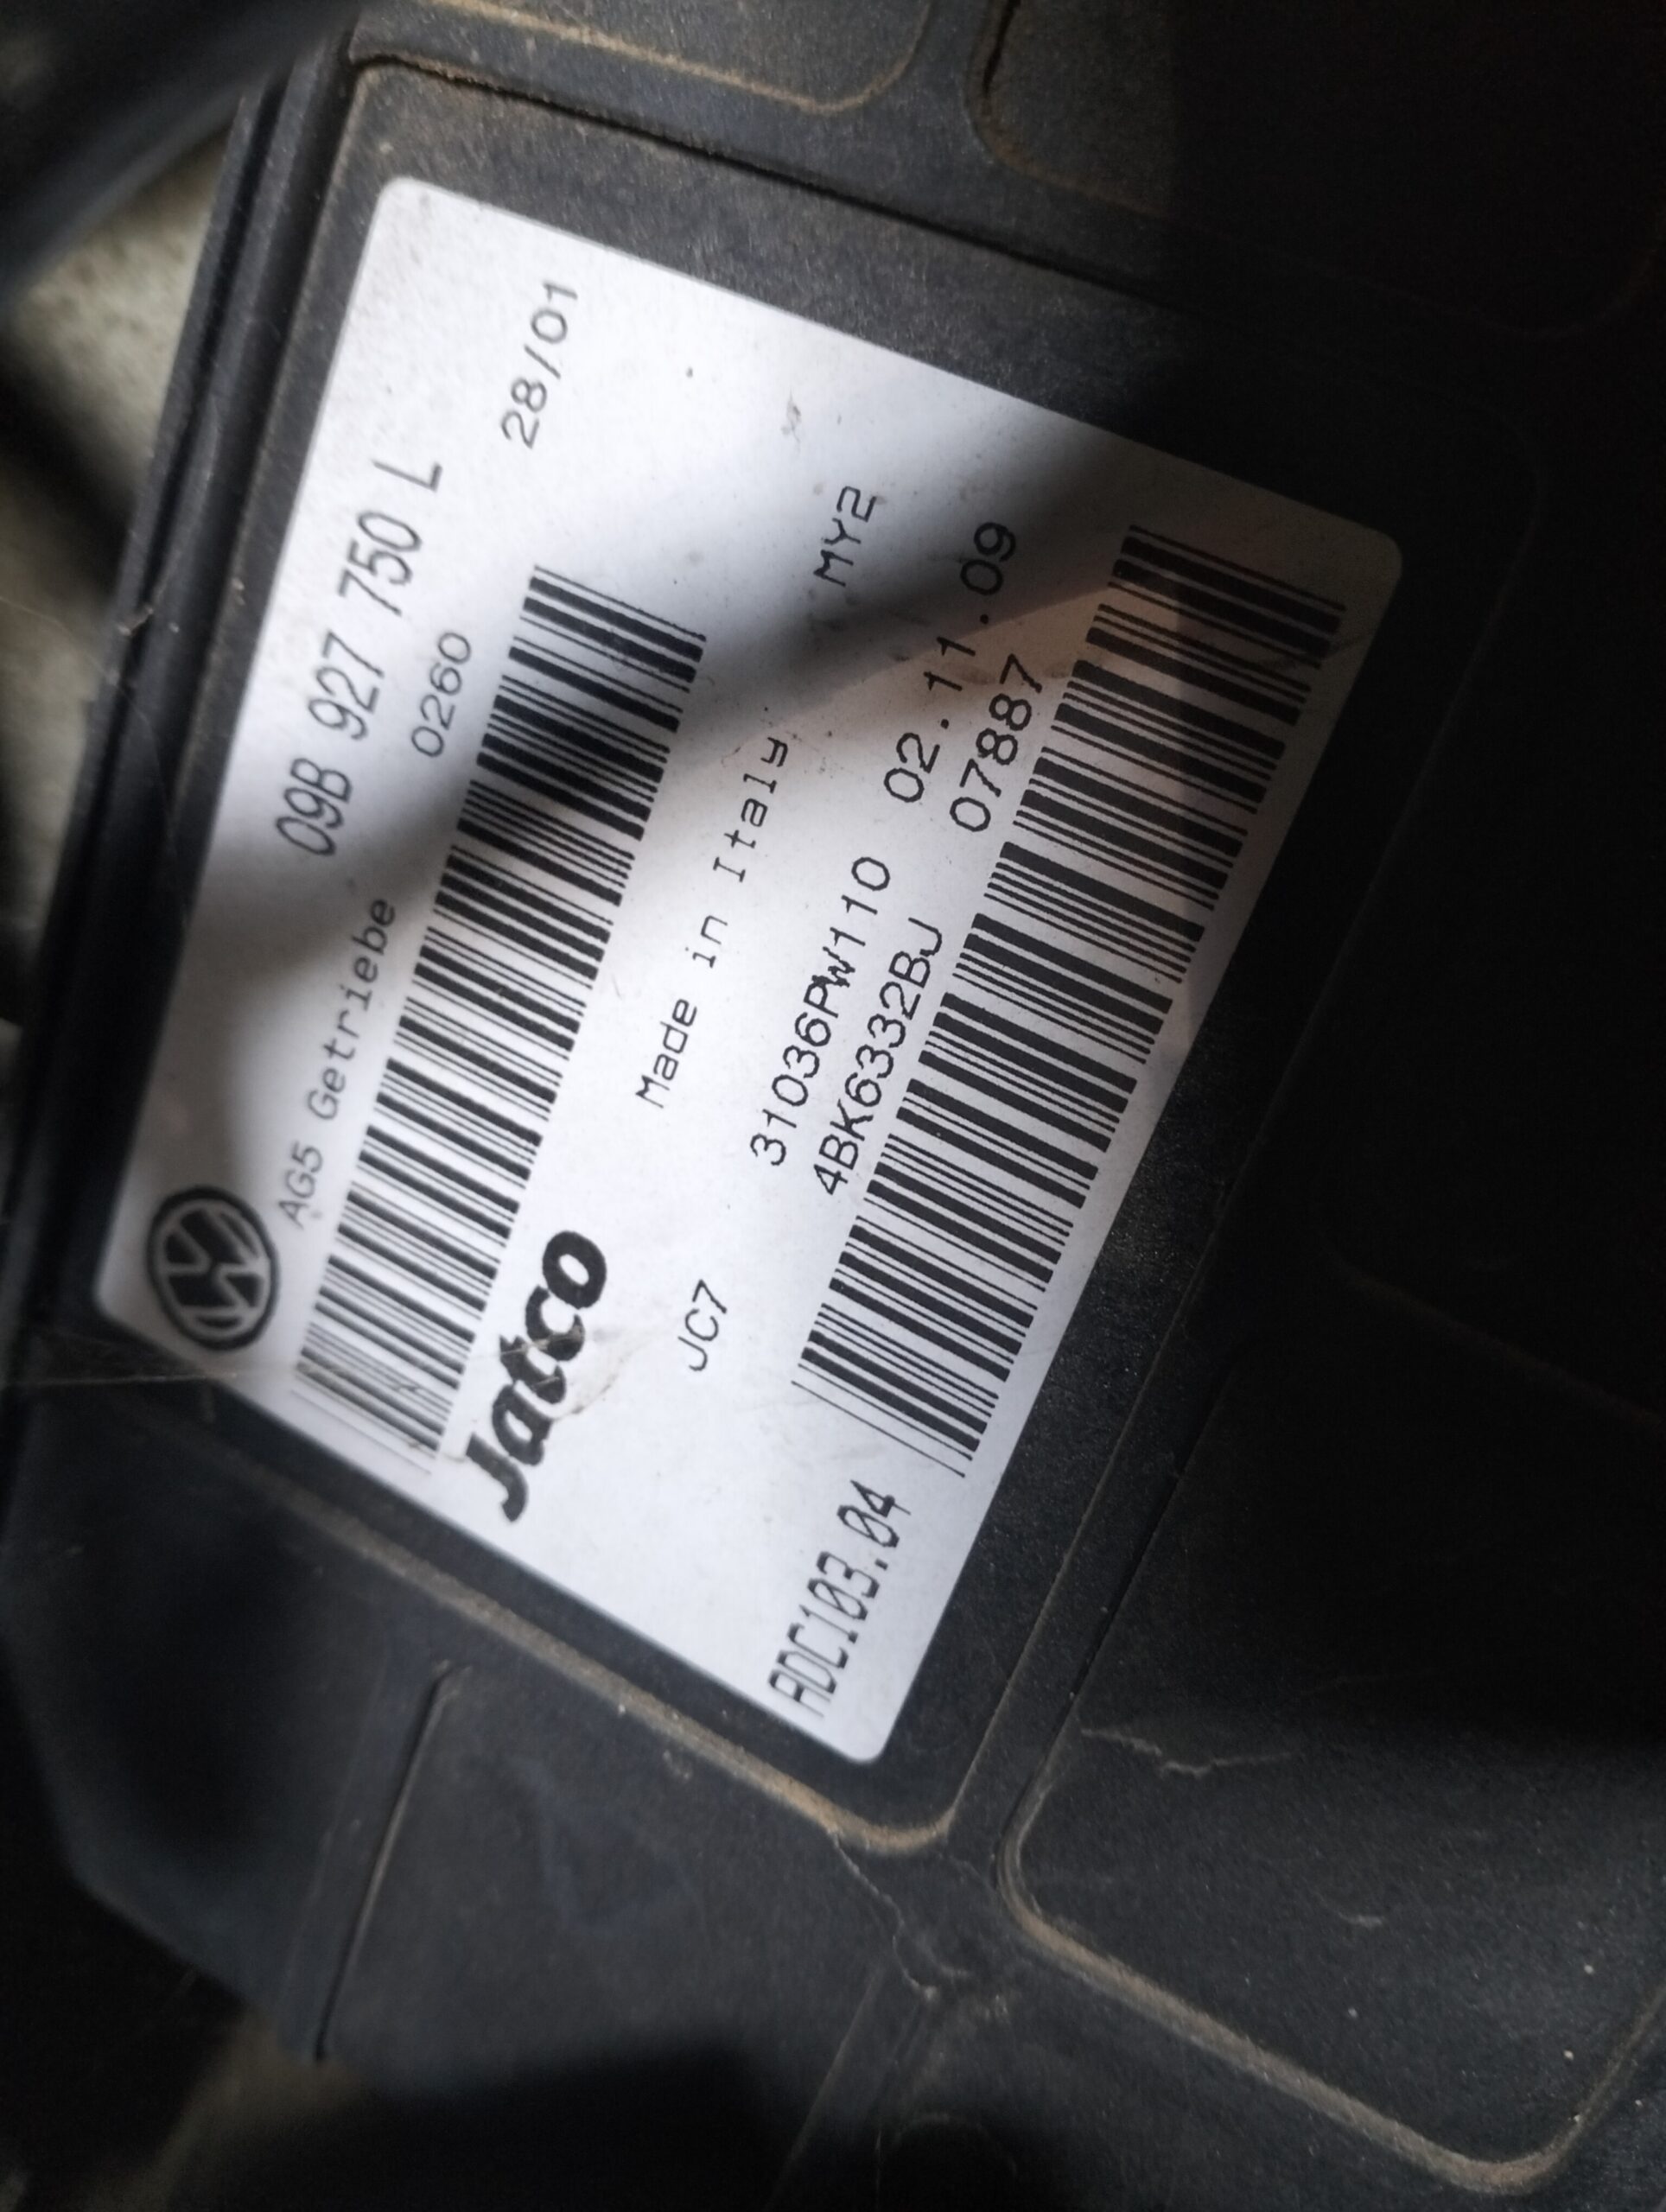 09B 927 750 L
AG5 Getriebe 0260 28/01
Jatco Made in Italy MY2
JC7
31036PW110 02.11.09
4BK6332BJ 07887
ADC103.04